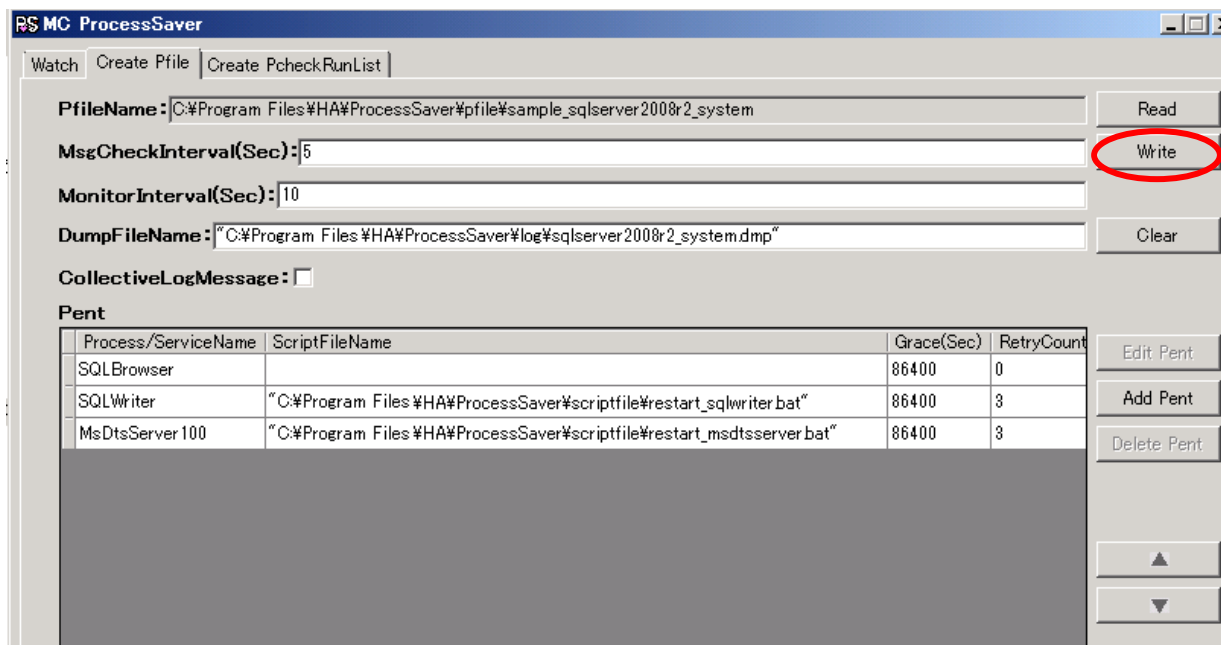 PS MC ProcessSaver
Watch Create Pfile Create PcheckRunList
PfileName: C:¥Program Files¥HA¥ProcessSaver¥pfile¥sample_sqlserver2008r2_system Read
MsgCheckInterval(Sec): 5 Write
MonitorInterval(Sec): 10
DumpFileName: "C:¥Program Files¥HA¥ProcessSaver¥log¥sqlserver2008r2_system.dmp" Clear
CollectiveLogMessage:
Pent
Process/ServiceName ScriptFileName Grace(Sec) RetryCount
SQLBrowser 86400 0
Edit Pent
SQLWriter "C:¥Program Files¥HA¥ProcessSaver¥scriptfile¥restart_sqlwriter.bat" 86400 3
Add Pent
MsDtsServer100 "C:¥Program Files¥HA¥ProcessSaver¥scriptfile¥restart_msdtsserver.bat" 86400 3
Delete Pent
▲
▼